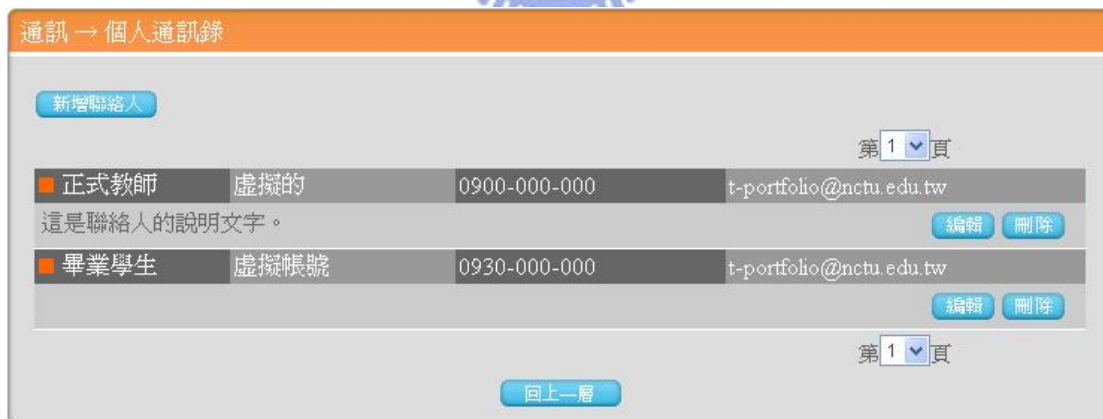 通訊 → 個人通訊錄
新增聯絡人
第 1 頁
正式教師 虛擬的 0900-000-000 t-portfolio@nctu.edu.tw
這是聯絡人的說明文字。 編輯 刪除
畢業學生 虛擬帳號 0930-000-000 t-portfolio@nctu.edu.tw
編輯 刪除
第 1 頁
回上一層